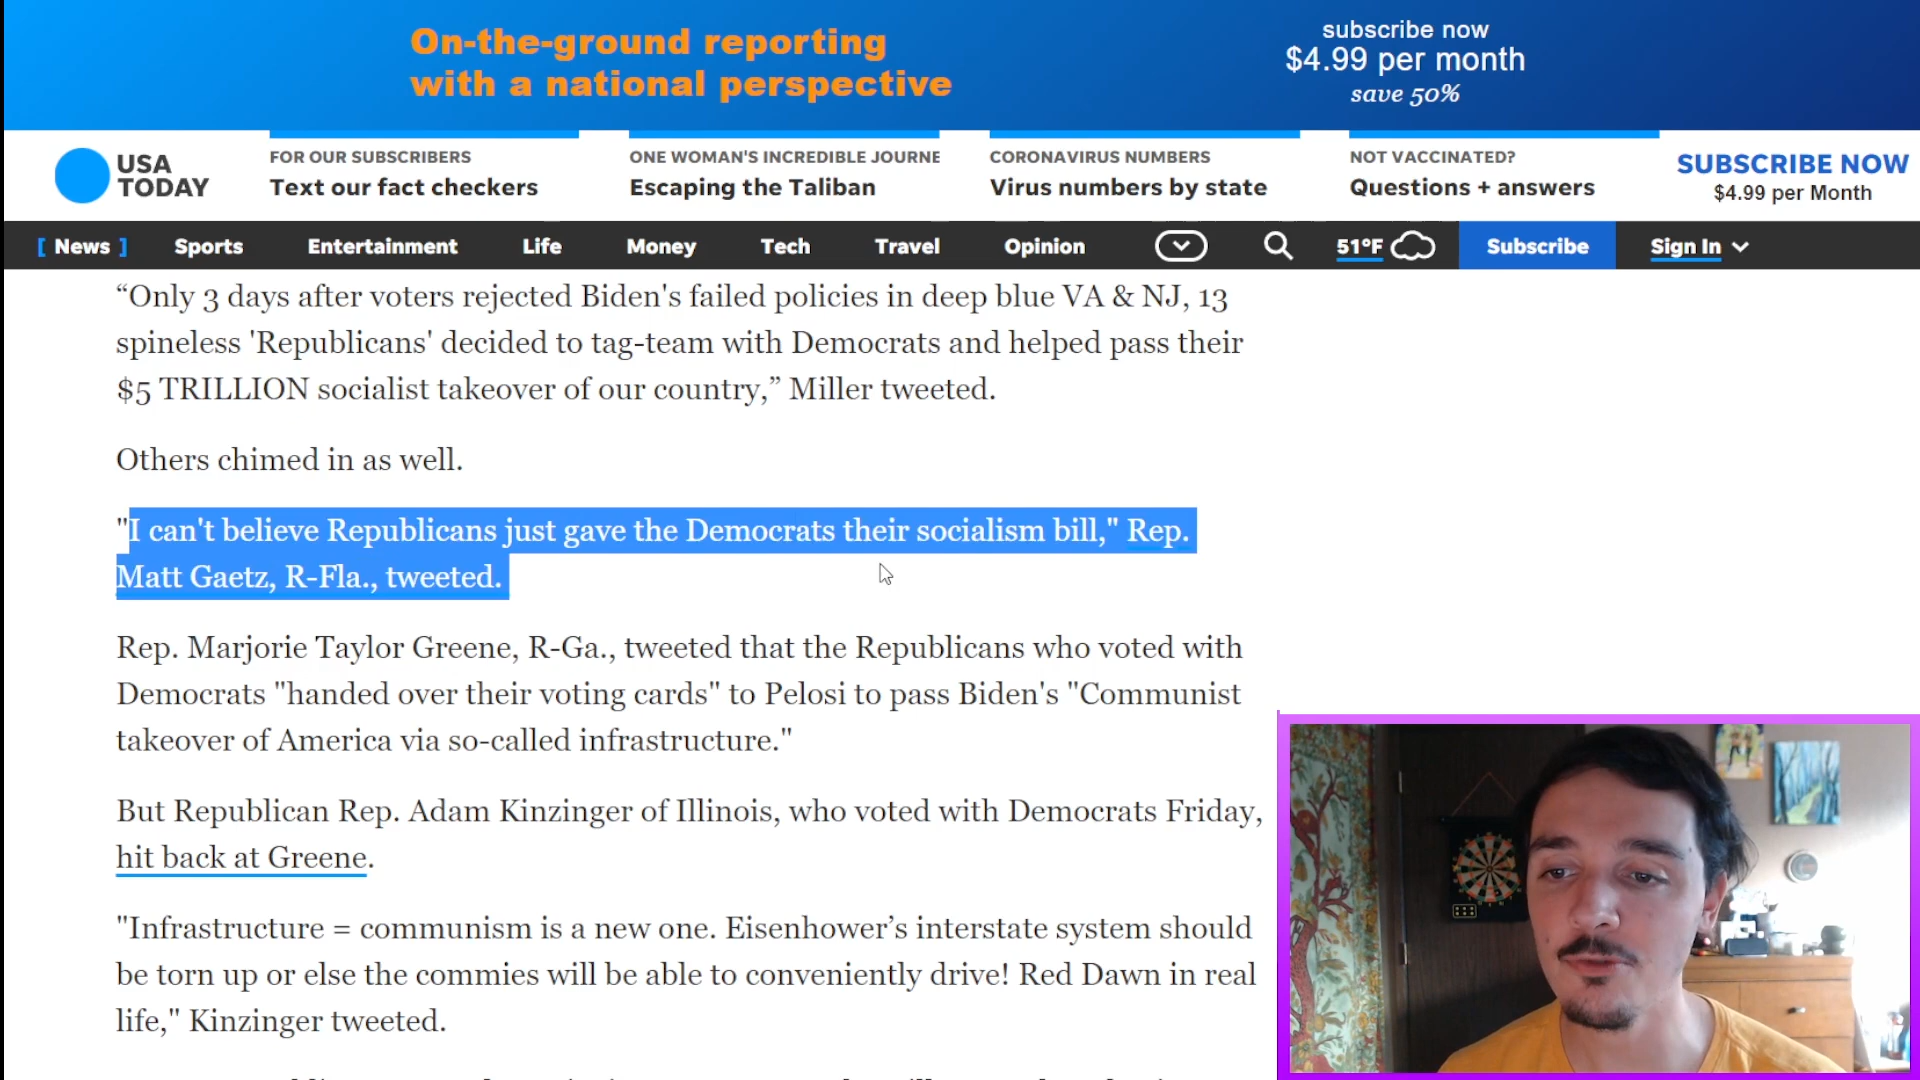 On-the-ground reporting
with a national perspective
subscribe now
$4.99 per month
save 50%
USA
TODAY
FOR OUR SUBSCRIBERS
Text our fact checkers
ONE WOMAN'S INCREDIBLE JOURNE
Escaping the Taliban
CORONAVIRUS NUMBERS
Virus numbers by state
NOT VACCINATED?
Questions + answers
SUBSCRIBE NOW
$4.99 per Month
[ News ] Sports Entertainment Life Money Tech Travel Opinion 51°F Subscribe Sign In
“Only 3 days after voters rejected Biden's failed policies in deep blue VA & NJ, 13
spineless 'Republicans' decided to tag-team with Democrats and helped pass their
$5 TRILLION socialist takeover of our country,” Miller tweeted.
Others chimed in as well.
"I can't believe Republicans just gave the Democrats their socialism bill," Rep.
Matt Gaetz, R-Fla., tweeted.
Rep. Marjorie Taylor Greene, R-Ga., tweeted that the Republicans who voted with
Democrats "handed over their voting cards" to Pelosi to pass Biden's "Communist
takeover of America via so-called infrastructure."
But Republican Rep. Adam Kinzinger of Illinois, who voted with Democrats Friday,
hit back at Greene.
"Infrastructure = communism is a new one. Eisenhower’s interstate system should
be torn up or else the commies will be able to conveniently drive! Red Dawn in real
life," Kinzinger tweeted.